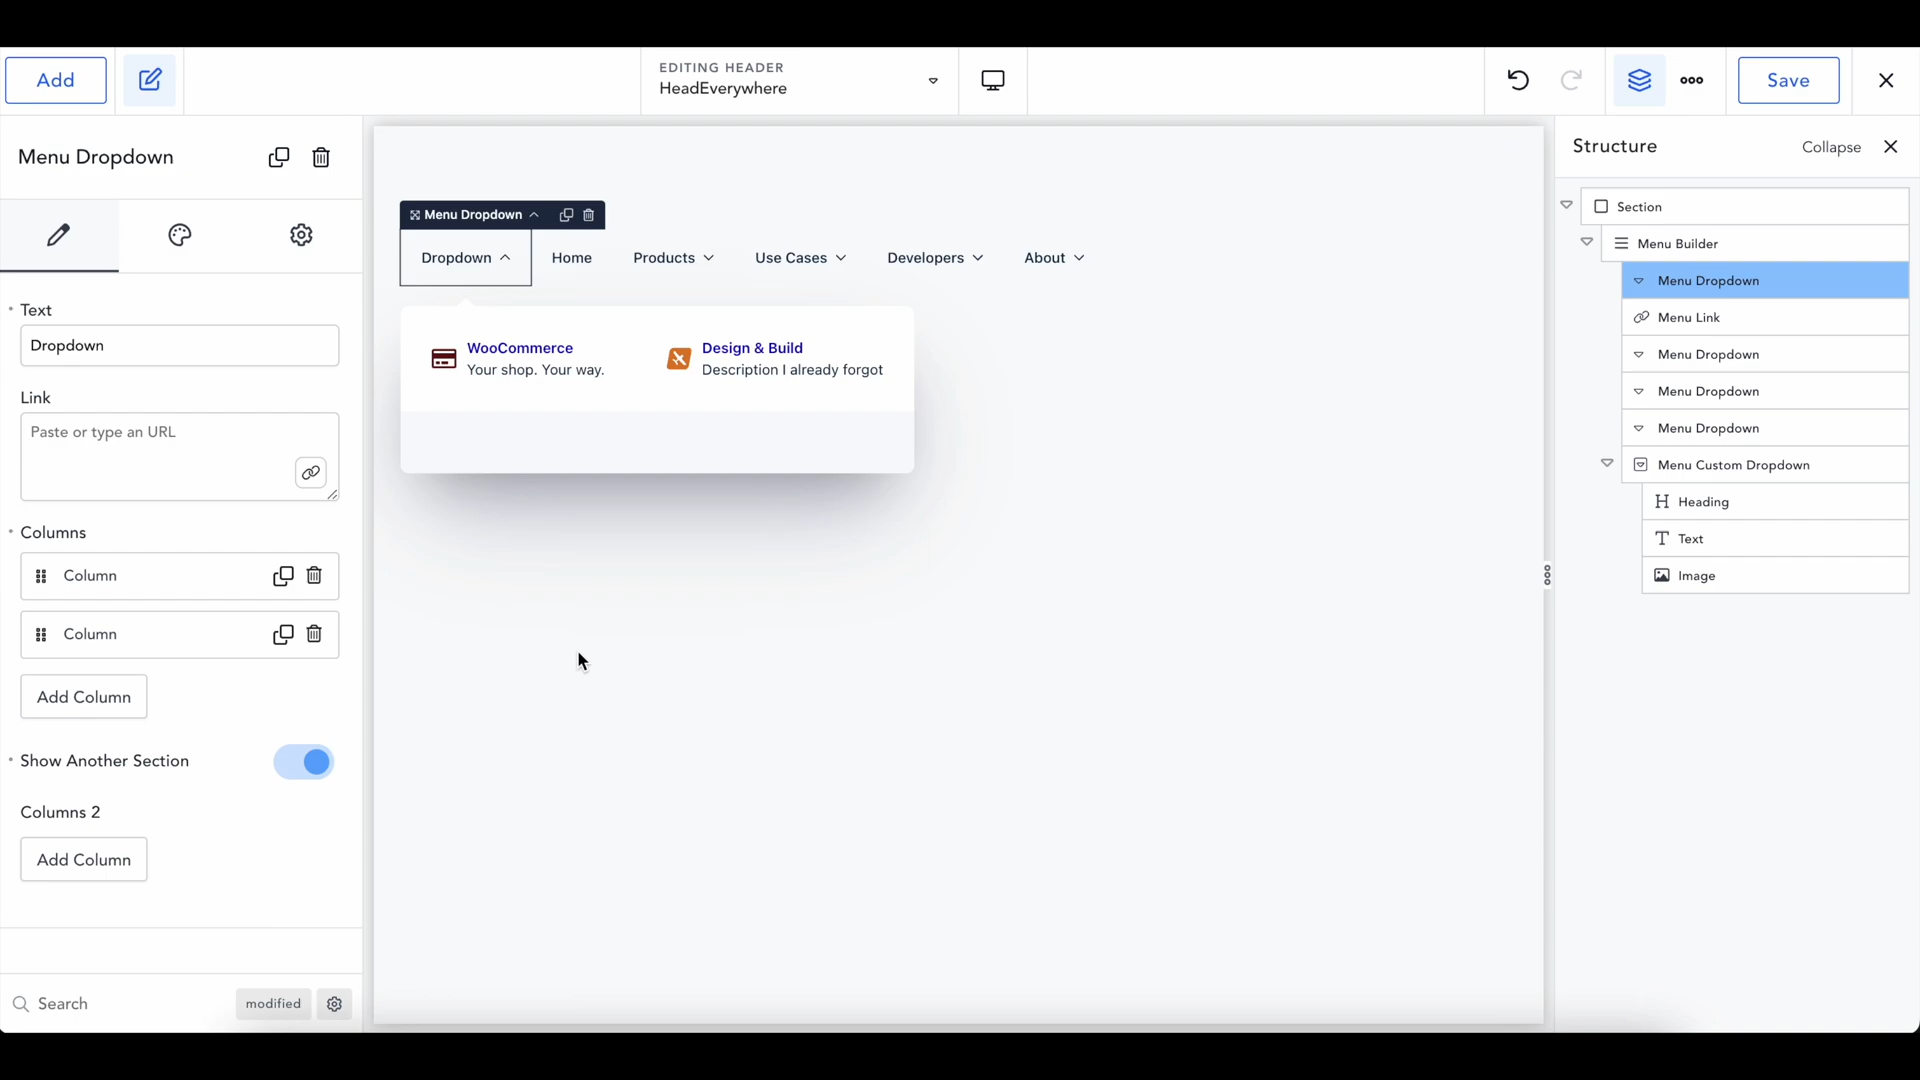 Add
EDITING HEADER
HeadEverywhere
Save
Menu Dropdown
Text
Dropdown
Link
Paste or type an URL
Columns
Column
Column
Add Column
Show Another Section
Columns 2
Add Column
Search
modified
Menu Dropdown
Dropdown Home Products Use Cases Developers About
WooCommerce
Your shop. Your way.
Design & Build
Description I already forgot
Structure
Collapse
Section
Menu Builder
Menu Dropdown
Menu Link
Menu Dropdown
Menu Dropdown
Menu Dropdown
Menu Custom Dropdown
Heading
Text
Image